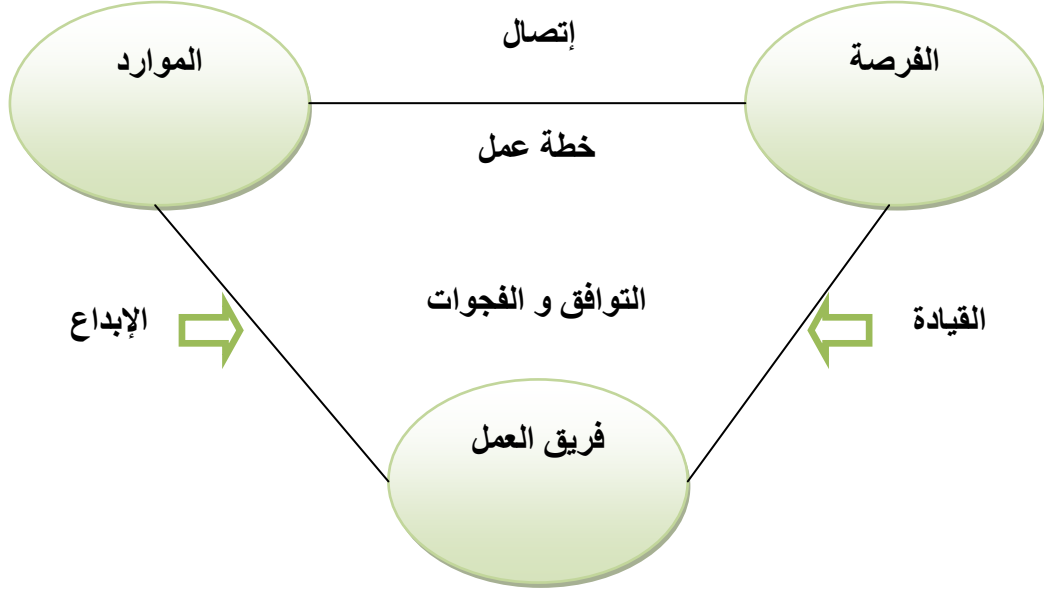 إتصال
الفرصة
الموارد
خطة عمل
التوافق و الفجوات
القيادة
الإبداع
فريق العمل